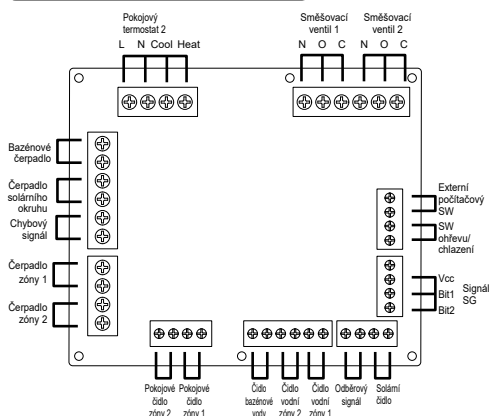 Pokojový
termostat 2
L N Cool Heat
Směšovací
ventil 1
N O C
Směšovací
ventil 2
N O C
Bazénové
čerpadlo
Čerpadlo
solárního
okruhu
Chybový
signál
Čerpadlo
zóny 1
Čerpadlo
zóny 2
Externí
počítačový
SW
SW
ohřevu/
chlazení
Vcc
Bit1
Bit2
Signál
SG
Pokojové
čidlo
zóny 2
Pokojové
čidlo
zóny 1
Čidlo
bazénové
vody
Čidlo
vodní
zóny 2
Čidlo
vodní
zóny 1
Odběrový
signál
Solární
čidlo